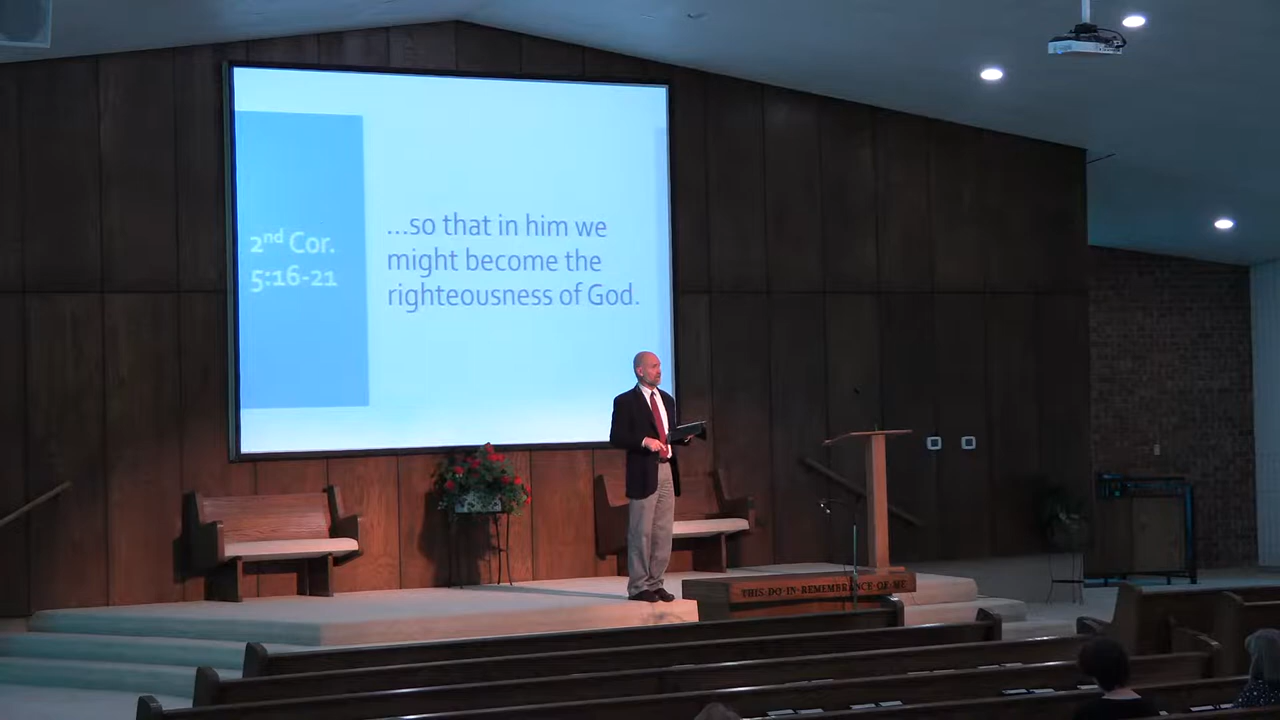 2nd Cor.
5:16-21
...so that in him we
might become the
righteousness of God.
THIS·DO·IN·REMEMBRANCE·OF·ME